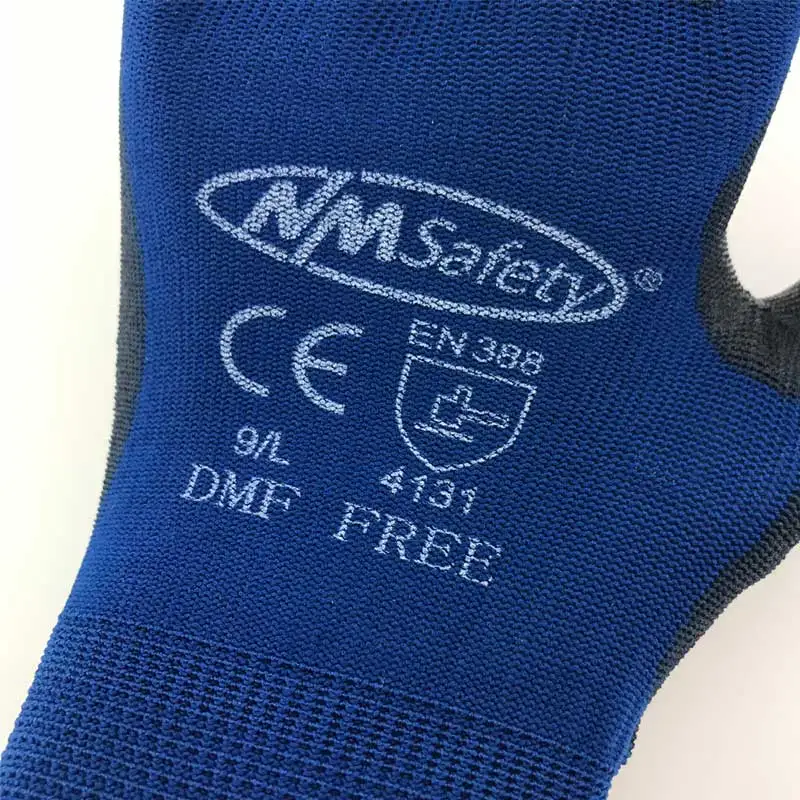 NMSafety®
CE
EN 388
9/L
4131
DMF FREE